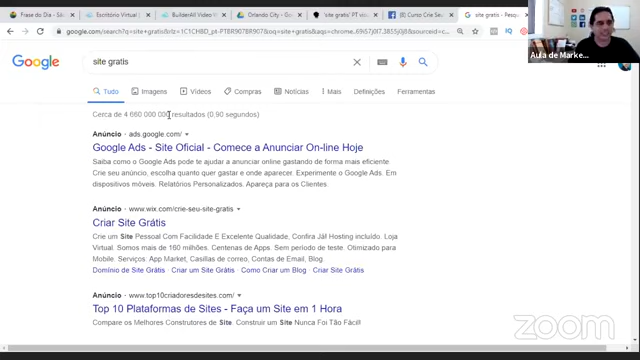 Frase do Dia - S
Escritório Virtual
BuilderAll Video
Orlando City - G
'site gratis' PT visu
(8) Curso Crie Seu
site gratis - Pesqu
site gratis
Google
Tudo
Imagens
Vídeos
Compras
Notícias
Mais
Definições
Ferramentas
Aula de Marke...
Cerca de 4 660 000 000 resultados (0,90 segundos)
Anúncio · ads.google.com/
Google Ads - Site Oficial - Comece a Anunciar On-line Hoje
Saiba como o Google Ads pode te ajudar a anunciar online gastando de forma mais eficiente
Crie seu anúncio, escolha quanto quer gastar e onde aparecer. Experimente o Google Ads. Em
dispositivos móveis. Relatórios Personalizados. Apareça para os Clientes.
Anúncio · www.wix.com/crie-seu-site-gratis
Criar Site Grátis
Crie um Site Pessoal Com Facilidade E Excelente Qualidade, Confira Já! Hosting incluído. Loja
Virtual. Somos mais de 160 milhões. Centenas de Apps. Sem período de teste. Otimizado para
Mobile. Serviços: App Market, Casillas de correo, Contas de Email, Blog.
Domínio de Site Grátis · Criar um Site Grátis · Como Criar um Blog · Criar Site Grátis
Anúncio · www.top10criadoresdesites.com/
Top 10 Plataformas de Sites - Faça um Site em 1 Hora
Compare os Melhores Construtores de Site. Construir um Site Nunca Foi Tão Fácil!
zoom